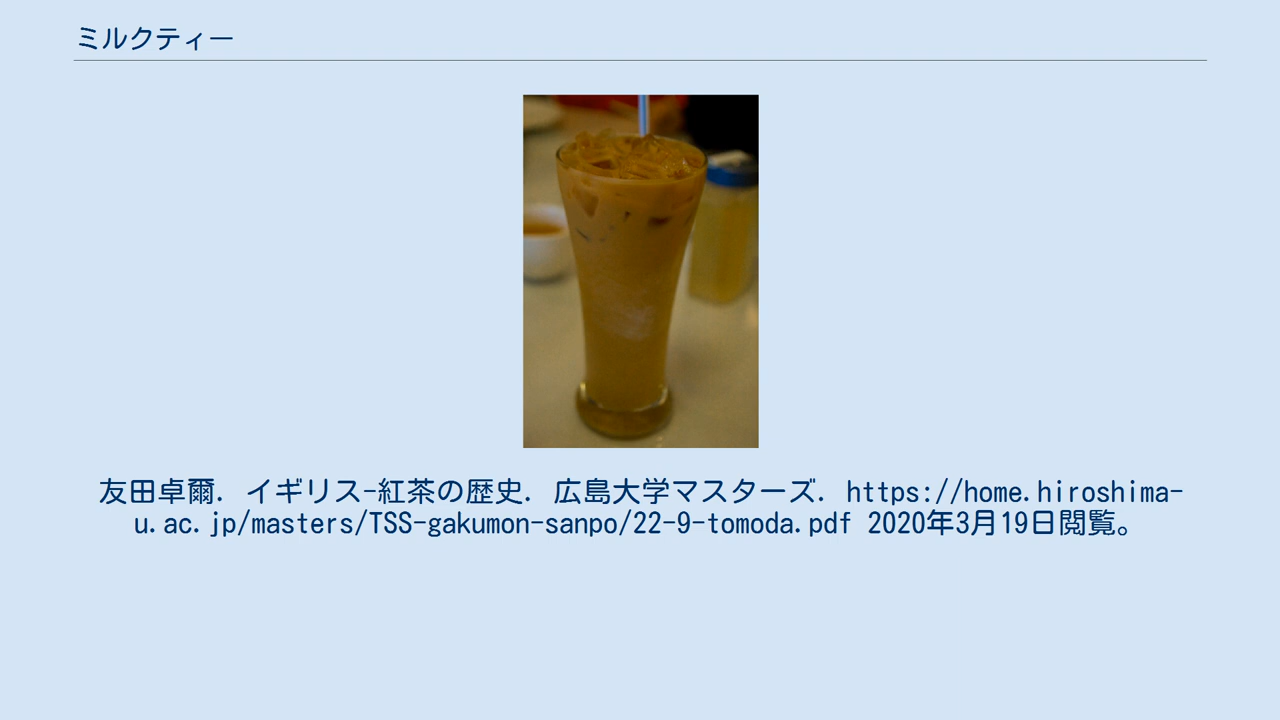 ミルクティー
友田卓爾. イギリス-紅茶の歴史. 広島大学マスターズ. https://home.hiroshima-
u.ac.jp/masters/TSS-gakumon-sanpo/22-9-tomoda.pdf 2020年3月19日閲覧。